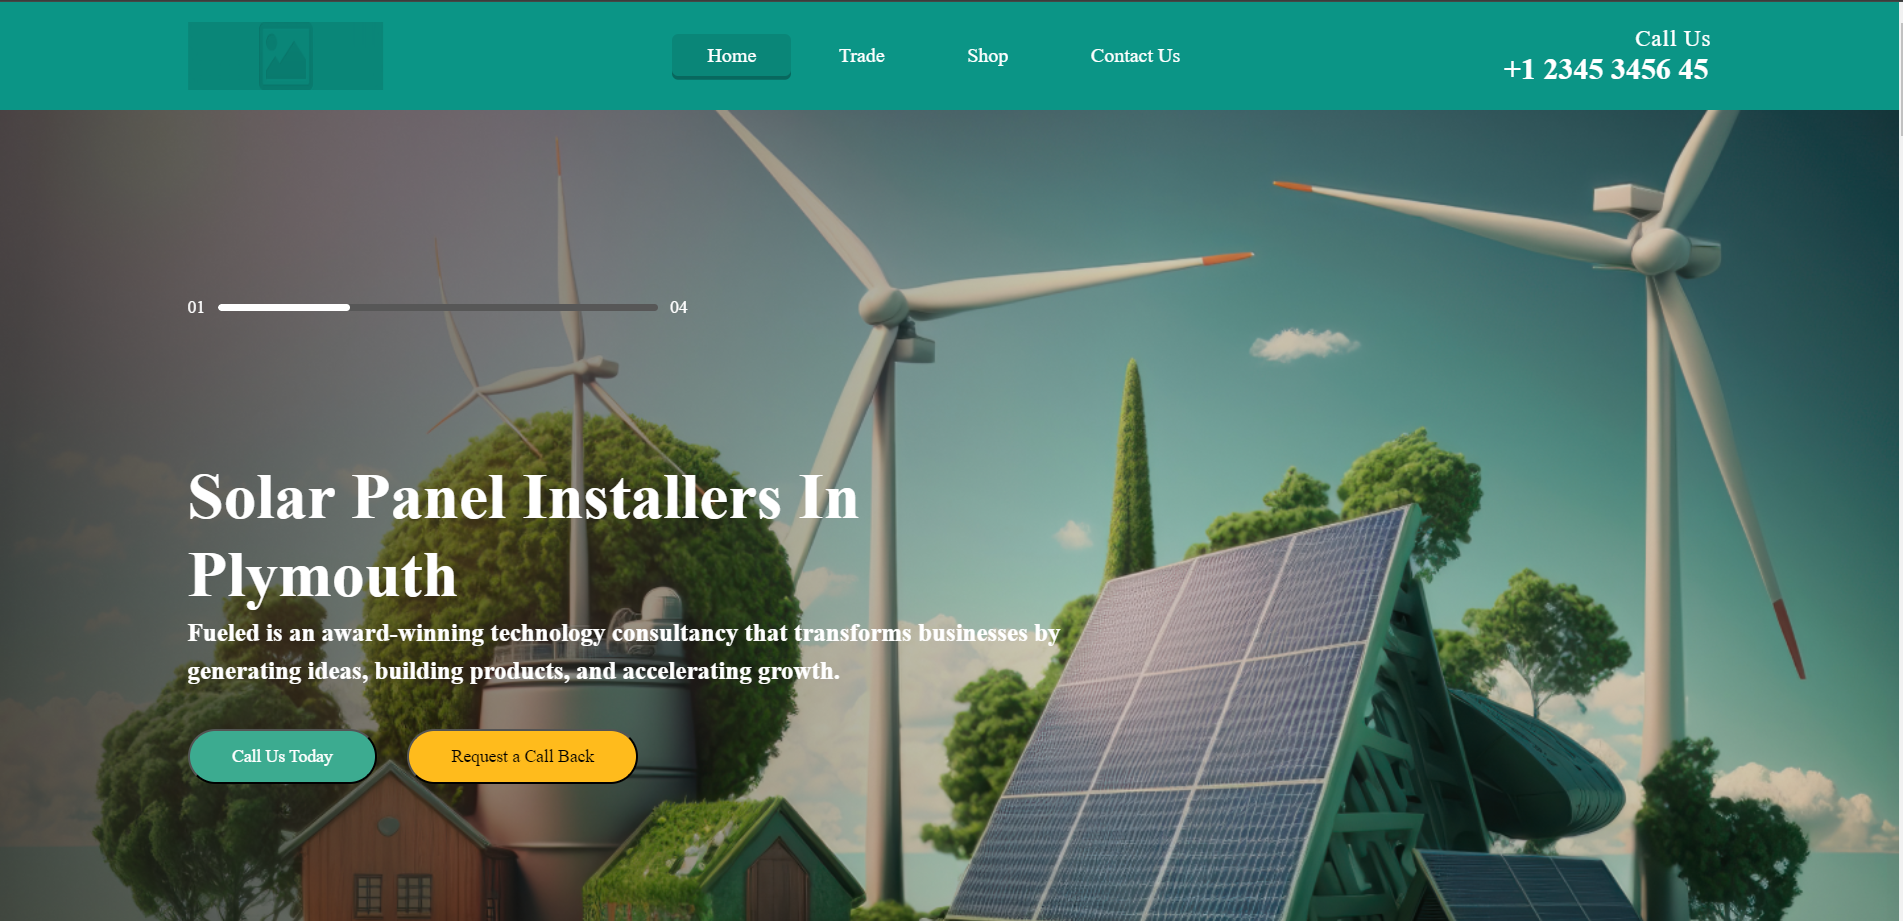 Home
Trade
Shop
Contact Us
Call Us
+1 2345 3456 45
01
04
Solar Panel Installers In
Plymouth
Fueled is an award-winning technology consultancy that transforms businesses by
generating ideas, building products, and accelerating growth.
Call Us Today
Request a Call Back